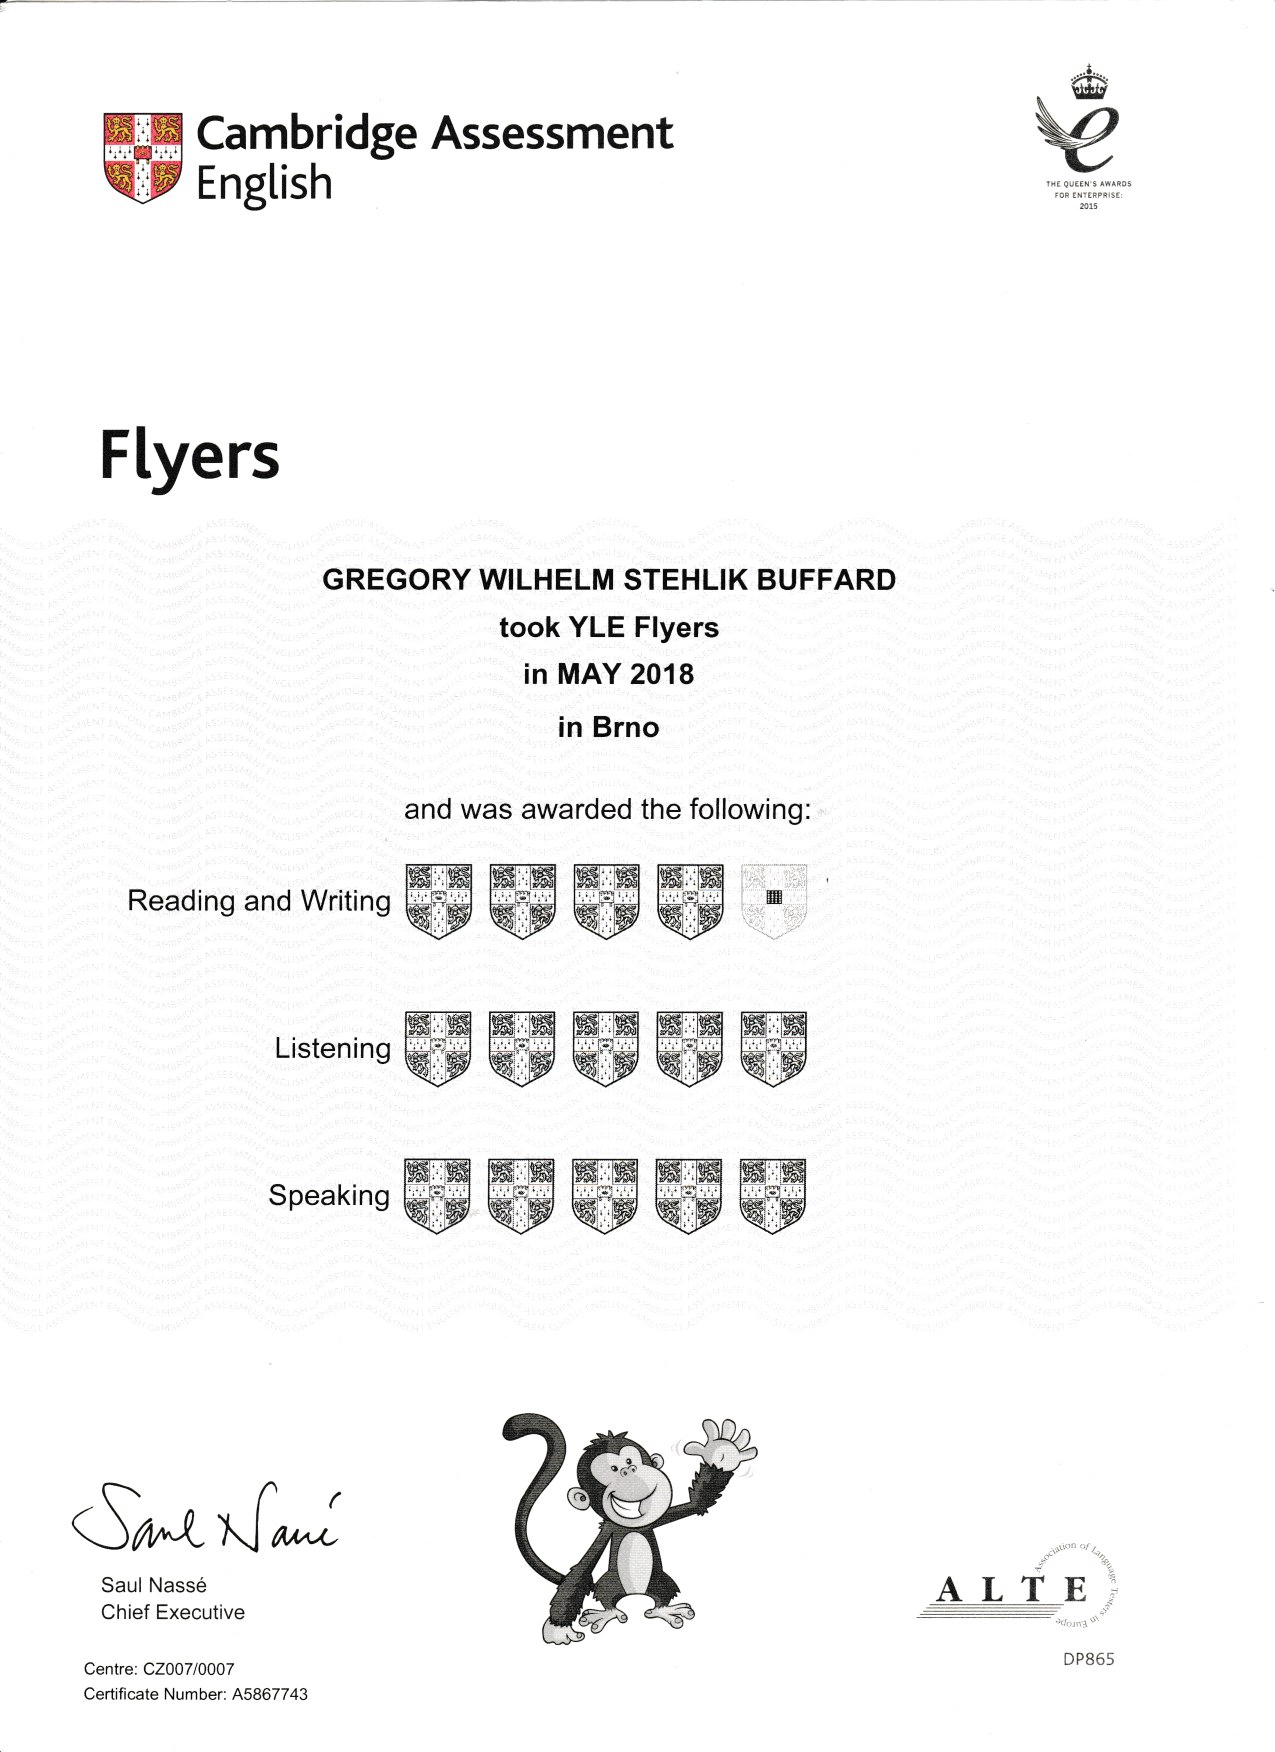 Cambridge Assessment
English
THE QUEEN'S AWARDS
FOR ENTERPRISE:
2015
Flyers
GREGORY WILHELM STEHLIK BUFFARD
took YLE Flyers
in MAY 2018
in Brno
and was awarded the following:
Reading and Writing
Listening
Speaking
Saul Nassé
Saul Nassé
Chief Executive
Centre: CZ007/0007
Certificate Number: A5867743
ALTE
Association of Language Testers in Europe
DP865